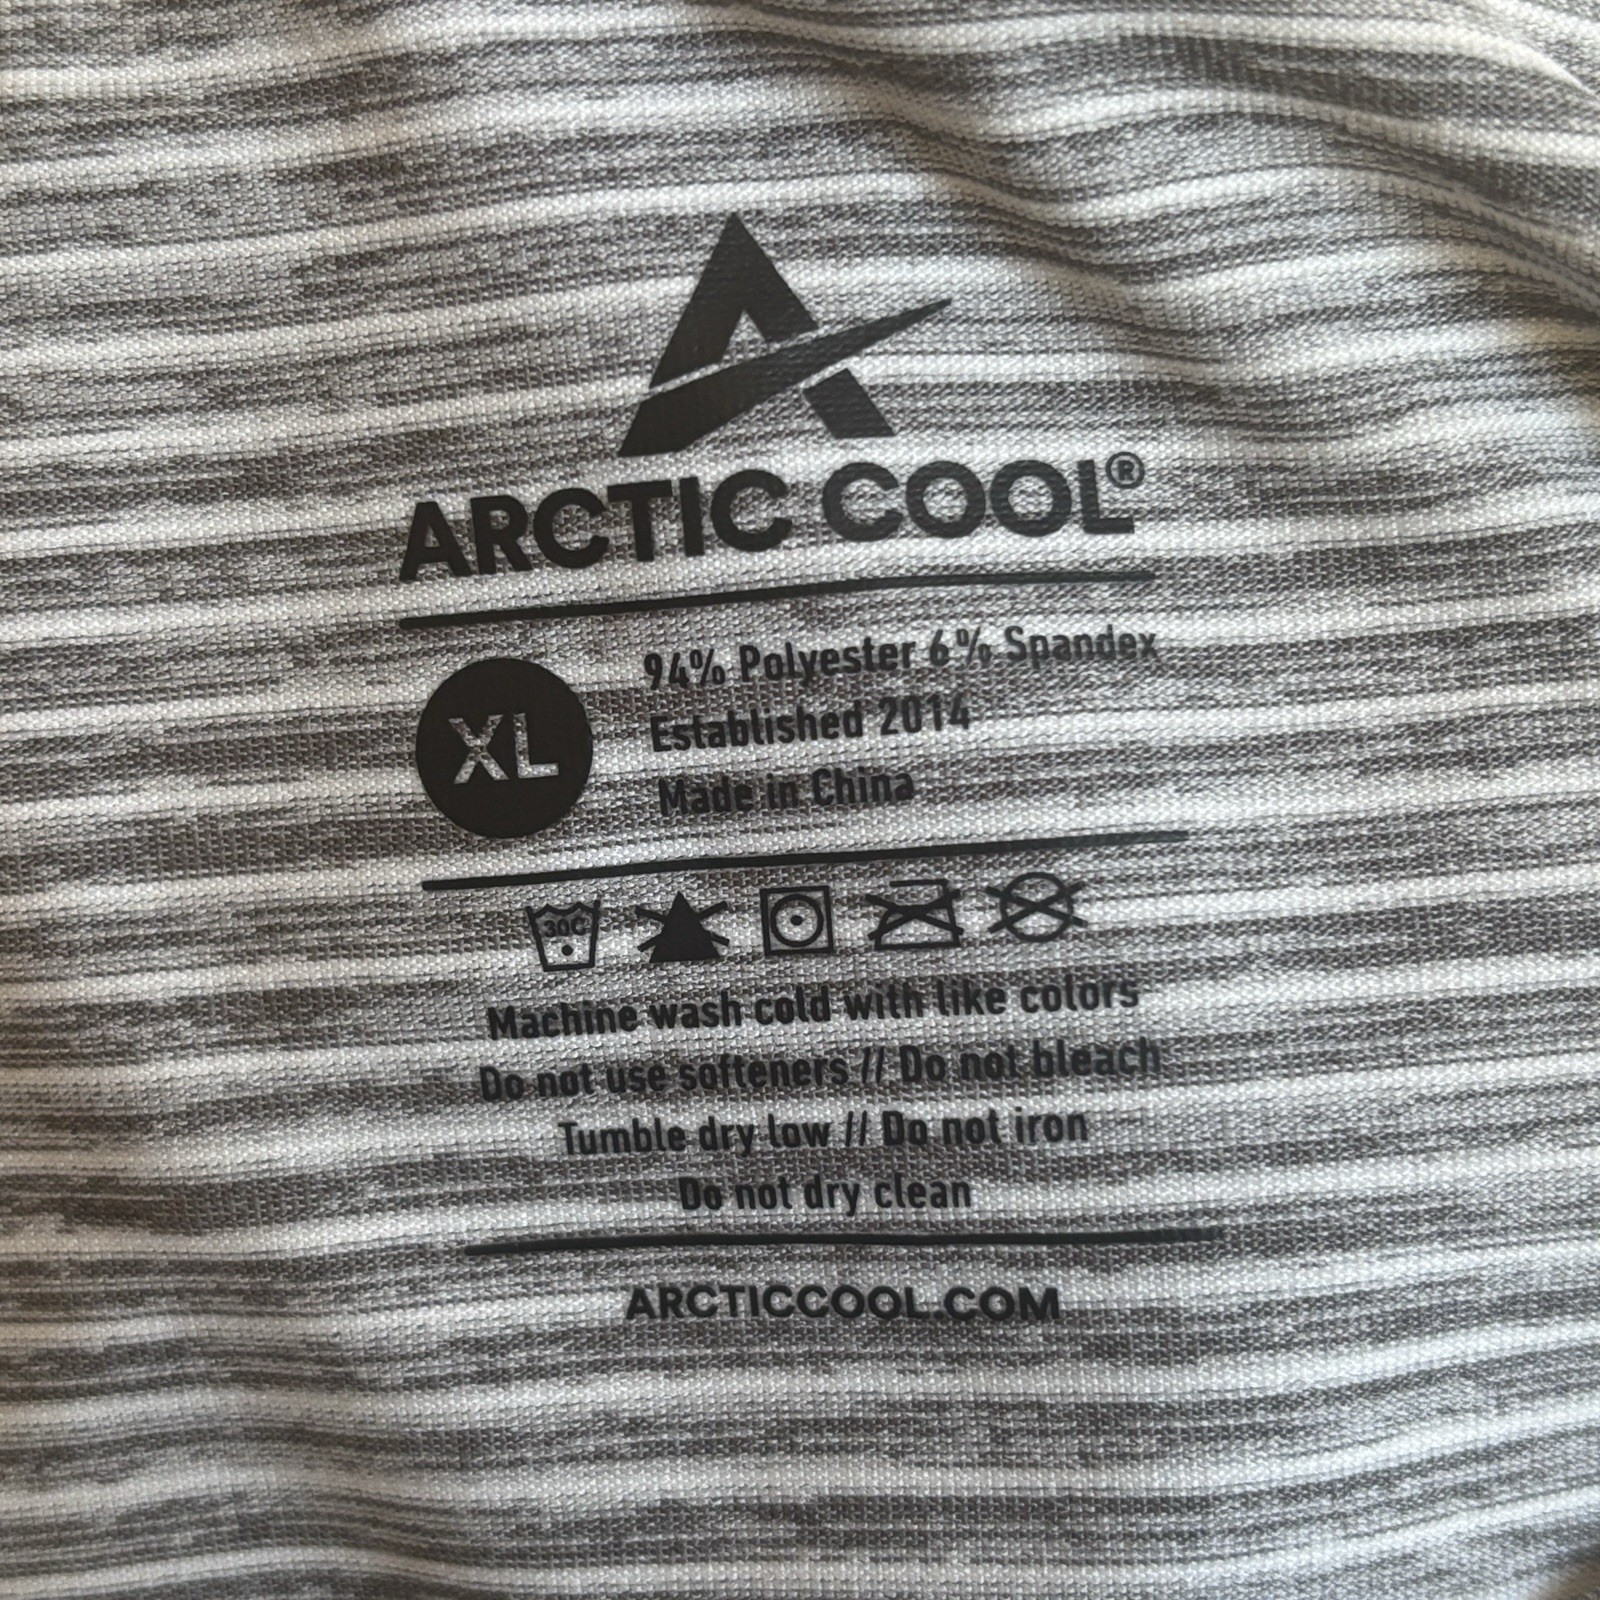 ARCTIC COOL®
94% Polyester 6% Spandex
XL
Established 2014
Made in China
30C
Machine wash cold with like colors
Do not use softeners // Do not bleach
Tumble dry low // Do not iron
Do not dry clean
ARCTICCOOL.COM